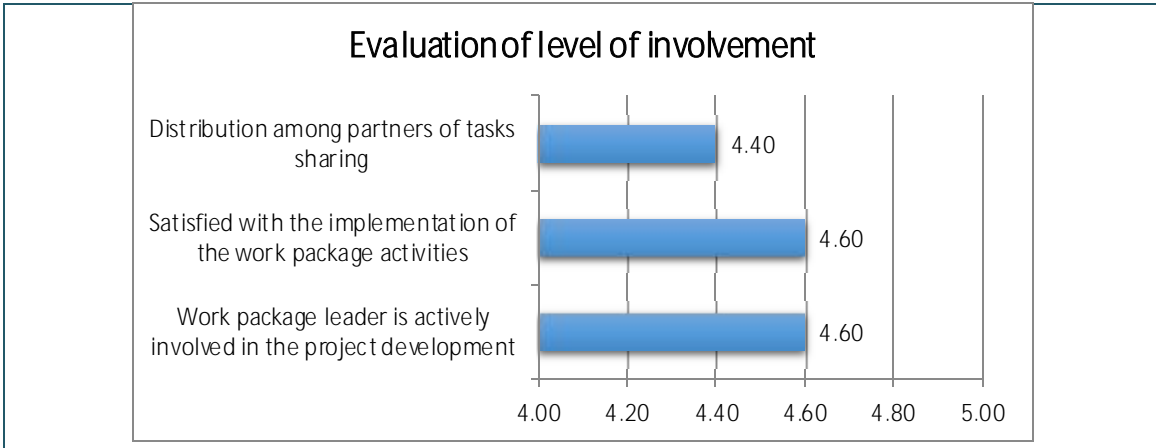 Evaluation of level of involvement
Distribution among partners of tasks
sharing
4.40
Satisfied with the implementation of
the work package activities
4.60
Work package leader is actively
involved in the project development
4.60
4.00 4.20 4.40 4.60 4.80 5.00